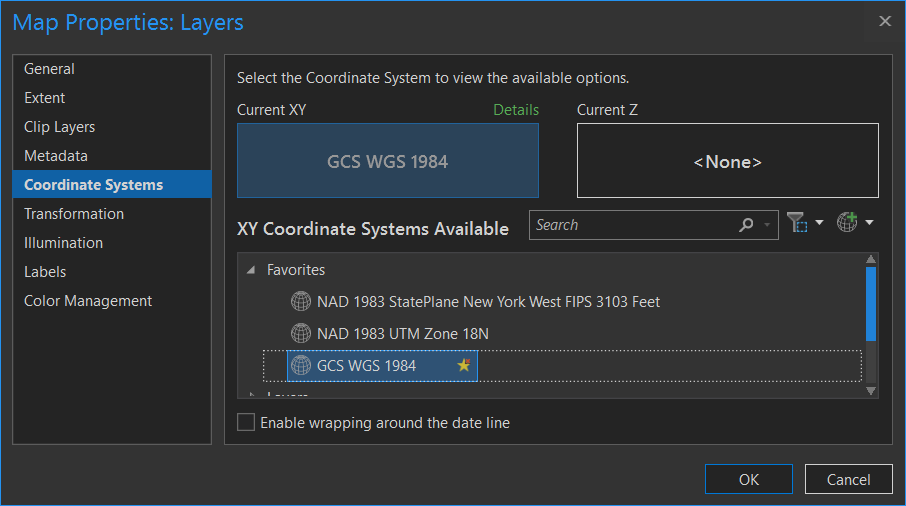 Map Properties: Layers
General
Extent
Clip Layers
Metadata
Coordinate Systems
Transformation
Illumination
Labels
Color Management
Select the Coordinate System to view the available options.
Current XY Details
GCS WGS 1984
Current Z
<None>
XY Coordinate Systems Available
Search
Favorites
NAD 1983 StatePlane New York West FIPS 3103 Feet
NAD 1983 UTM Zone 18N
GCS WGS 1984
Layers
Enable wrapping around the date line
OK
Cancel